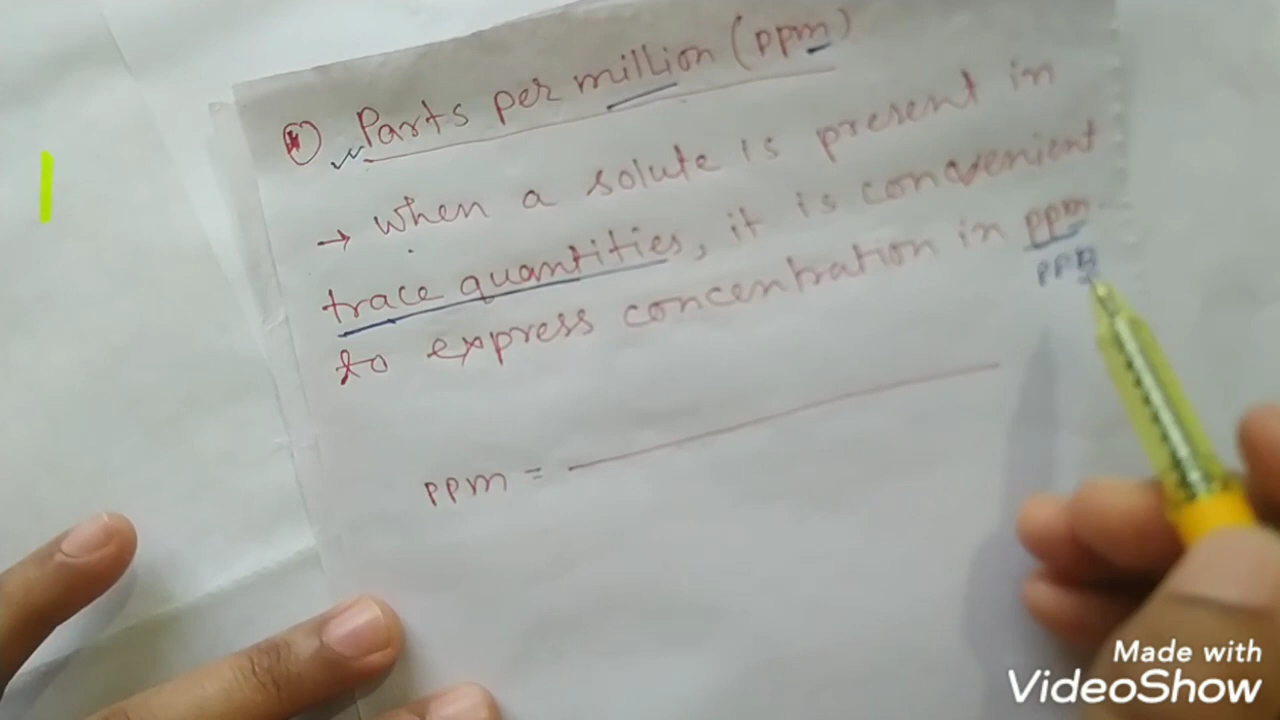 * Parts per million (ppm)
→ When a solute is present in
trace quantities, it is convenient
to express concentration in ppm
PPB
PPM =
Made with
VideoShow